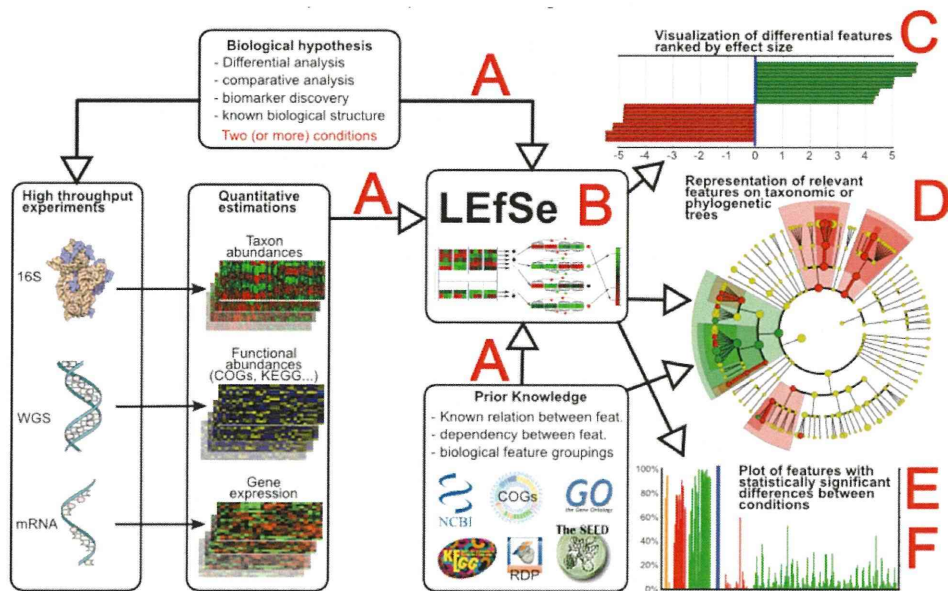 Biological hypothesis
- Differential analysis
- comparative analysis
- biomarker discovery
- known biological structure
Two (or more) conditions
A
Visualization of differential features
ranked by effect size
C
-5 -4 -3 -2 -1 0 1 2 3 4 5
High throughput
experiments
16S
WGS
mRNA
Quantitative
estimations
Taxon
abundances
Functional
abundances
(COGs, KEGG...)
Gene
expression
A
LEfSe
B
Representation of relevant
features on taxonomic or
phylogenetic
trees
D
A
Prior Knowledge
- Known relation between feat.
- dependency between feat.
- biological feature groupings
NCBI
COGs
GO
the Gene Ontology
KEGG
RDP
The SEED
Plot of features with
statistically significant
differences between
conditions
E
F
100%
80%
60%
40%
20%
0%